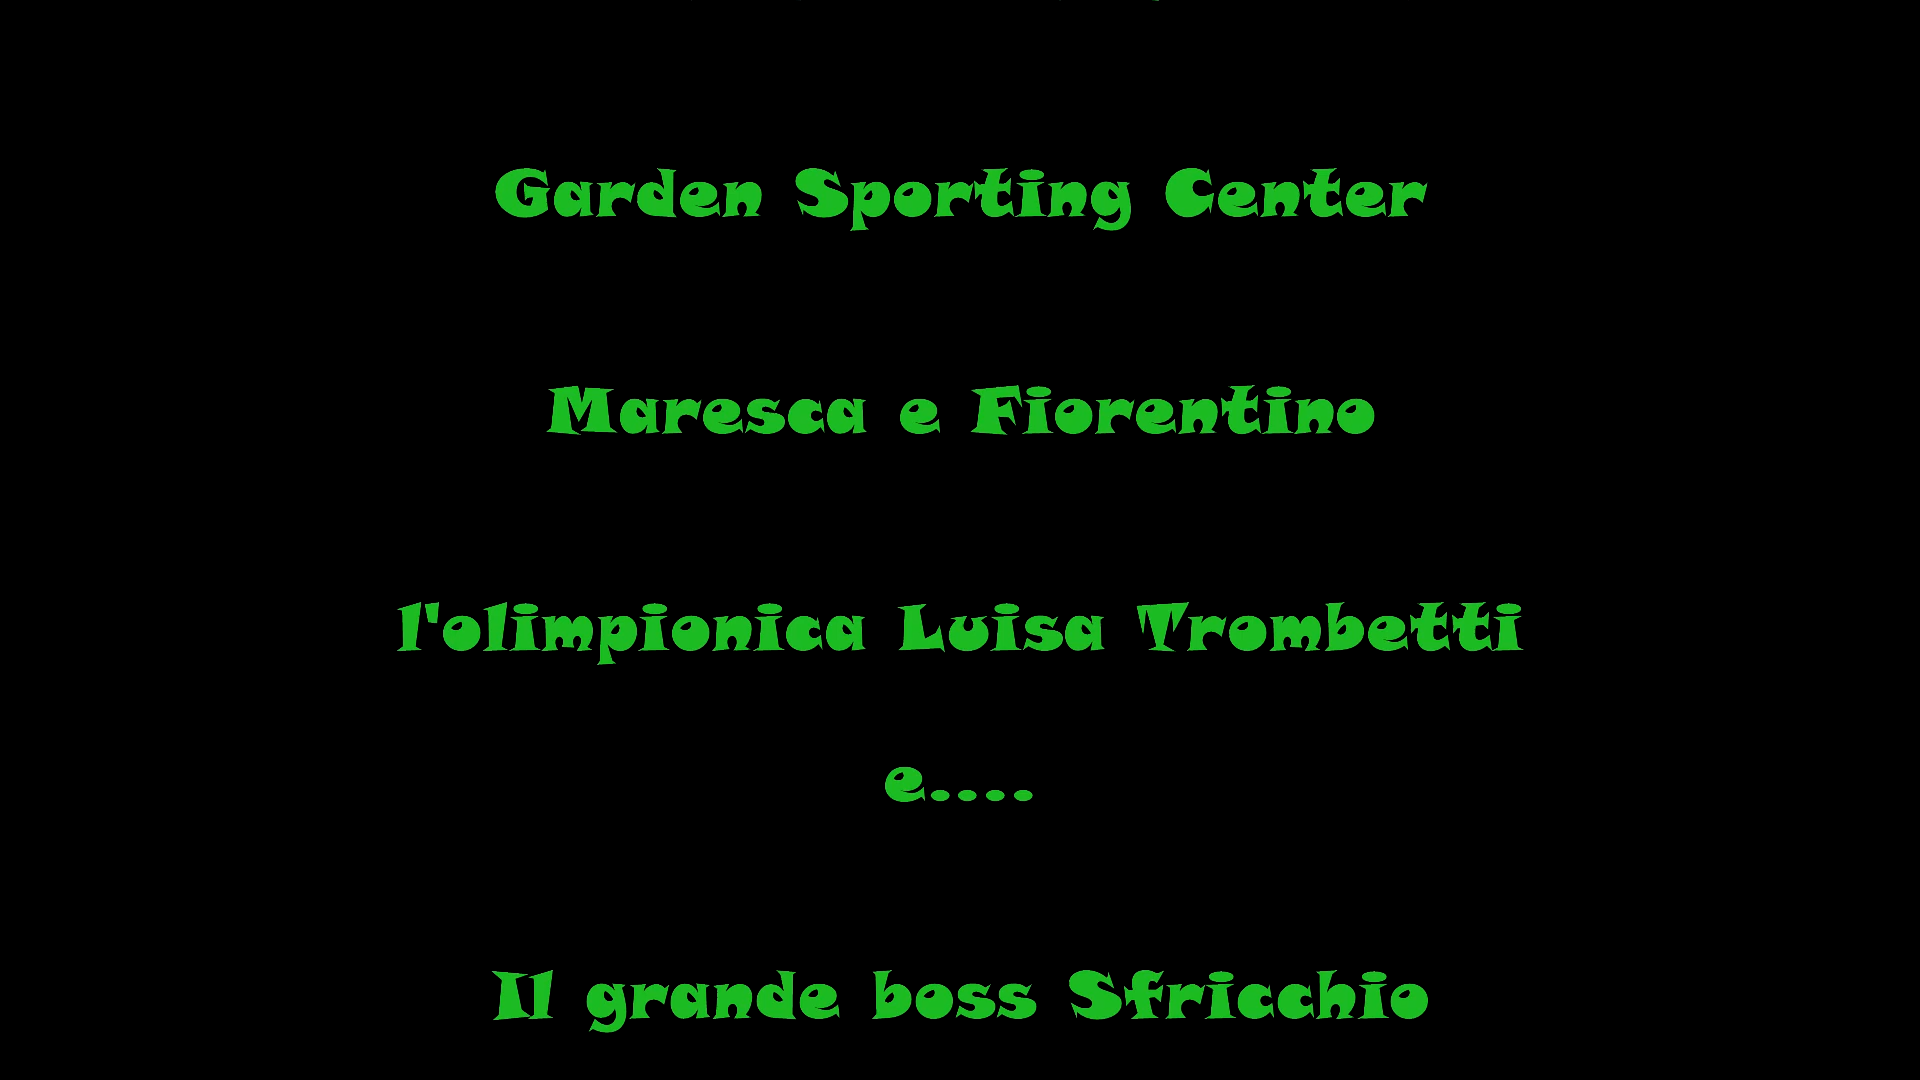 Garden Sporting Center
Maresca e Fiorentino
l'olimpionica Luisa Trombetti
e....
Il grande boss Sfricchio